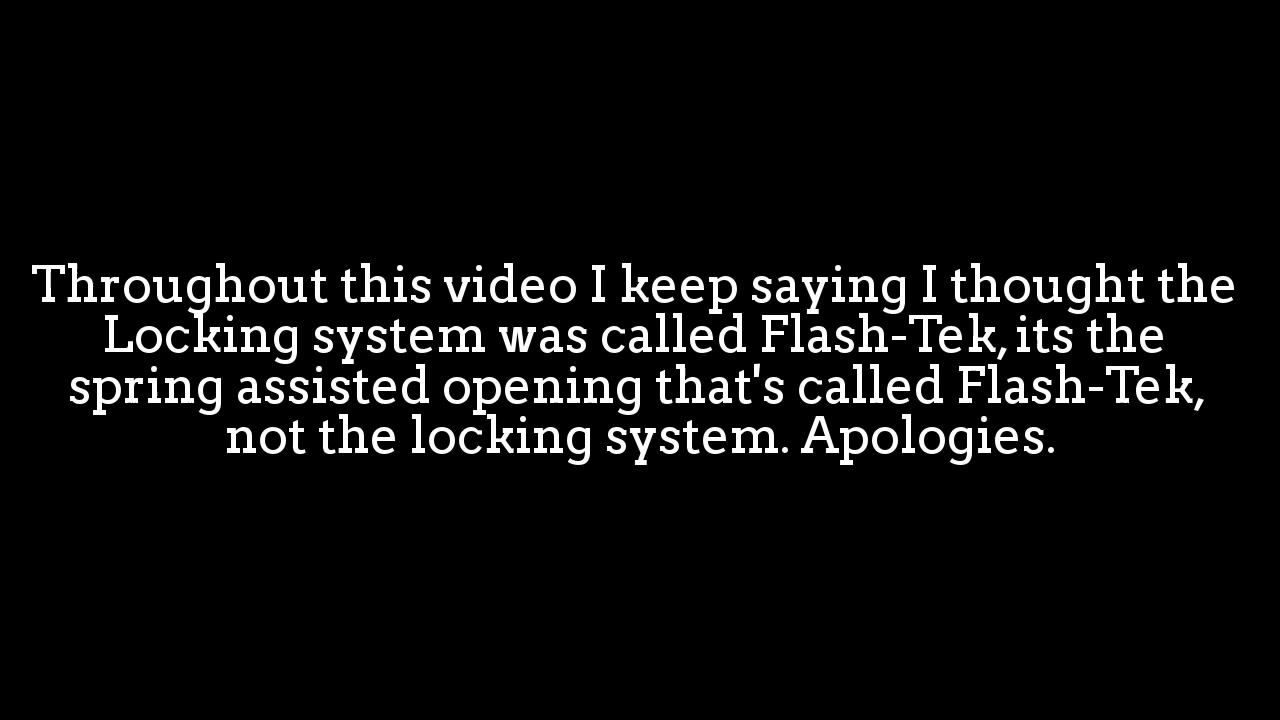 Throughout this video I keep saying I thought the
Locking system was called Flash-Tek, its the
spring assisted opening that's called Flash-Tek,
not the locking system. Apologies.